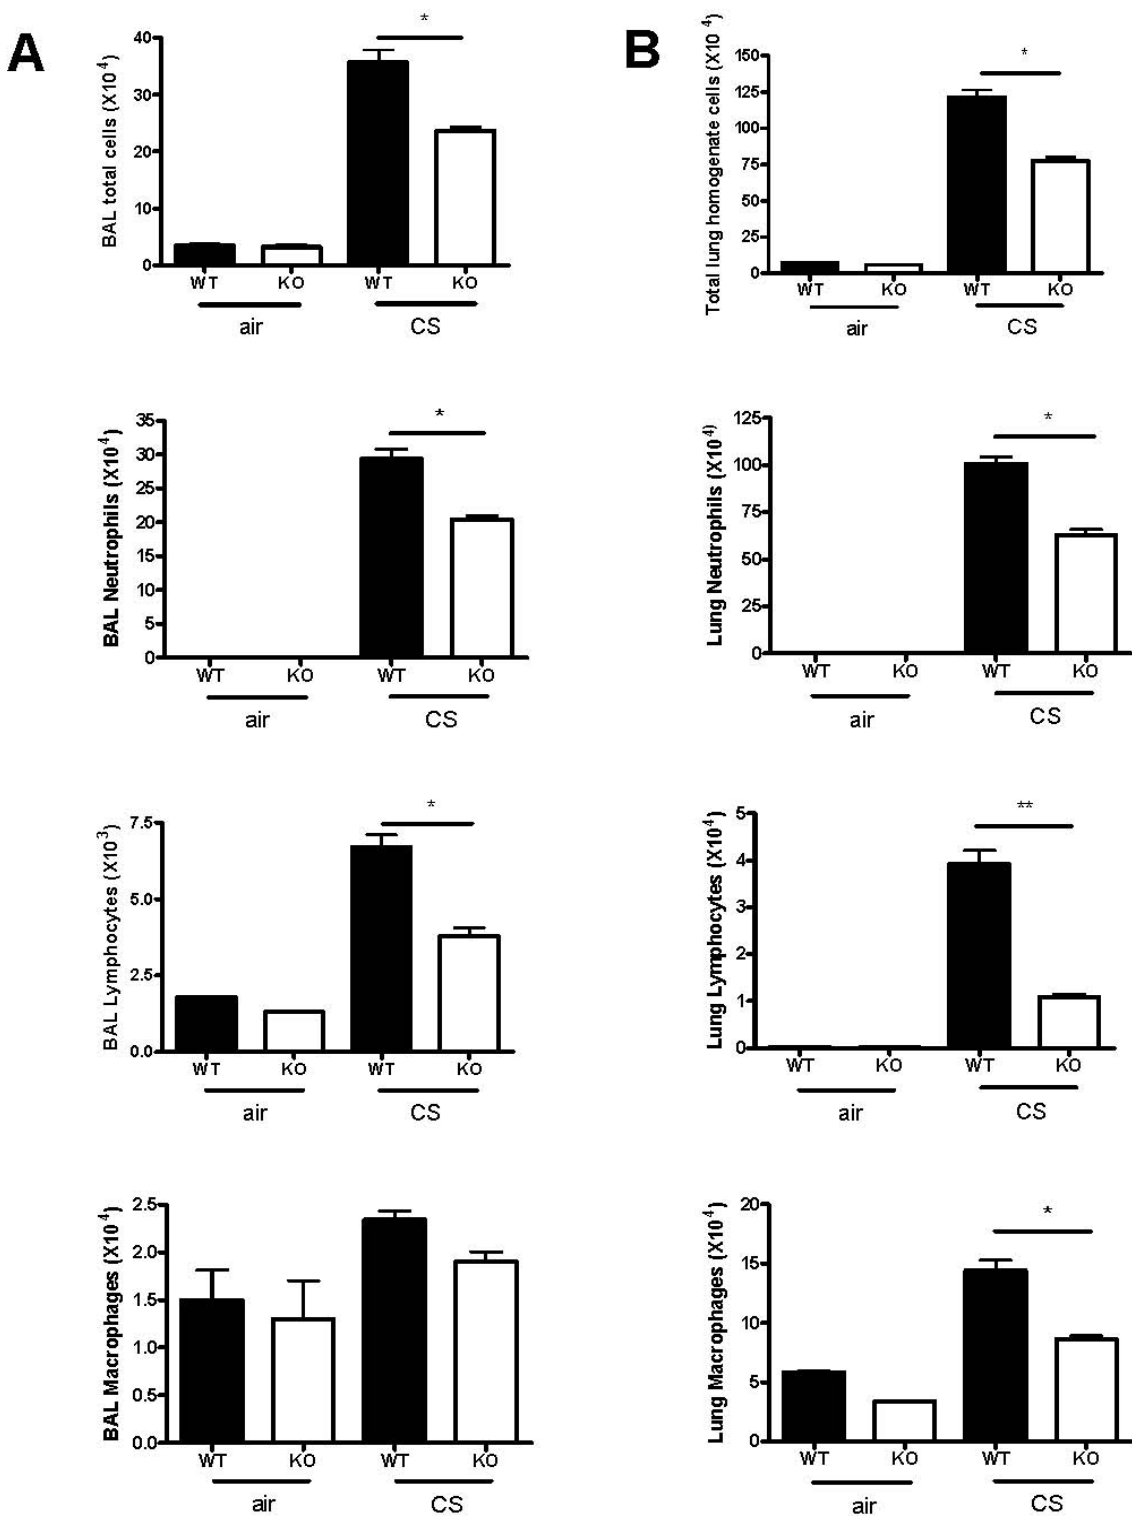 A
BAL total cells (X10⁴)
40
30
20
10
0
*
WT KO WT KO
air CS
B
Total lung homogenate cells (X10⁴)
150
125
100
75
50
25
0
*
WT KO WT KO
air CS
BAL Neutrophils (X10⁴)
35
30
25
20
15
10
5
0
*
WT KO WT KO
air CS
Lung Neutrophils (X10⁴)
125
100
75
50
25
0
*
WT KO WT KO
air CS
BAL Lymphocytes (X10³)
7.5
5.0
2.5
0.0
*
WT KO WT KO
air CS
Lung Lymphocytes (X10⁴)
5
4
3
2
1
0
**
WT KO WT KO
air CS
BAL Macrophages (X10⁴)
2.5
2.0
1.5
1.0
0.5
0.0
WT KO WT KO
air CS
Lung Macrophages (X10⁴)
20
15
10
5
0
*
WT KO WT KO
air CS